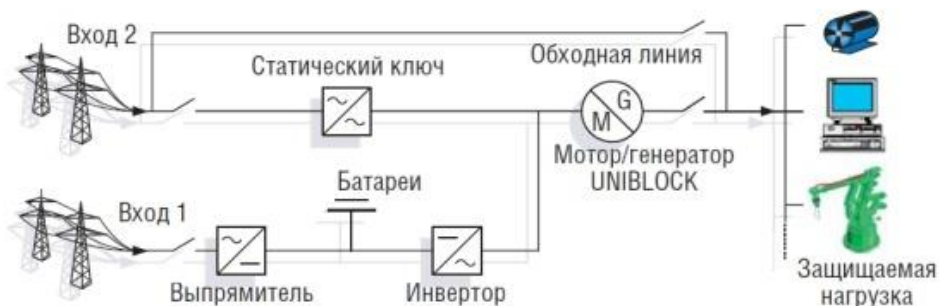 Вход 2
Обходная линия
Статический ключ
G
M
Мотор/генератор
UNIBLOCK
Батареи
Вход 1
Выпрямитель
Инвертор
Защищаемая
нагрузка